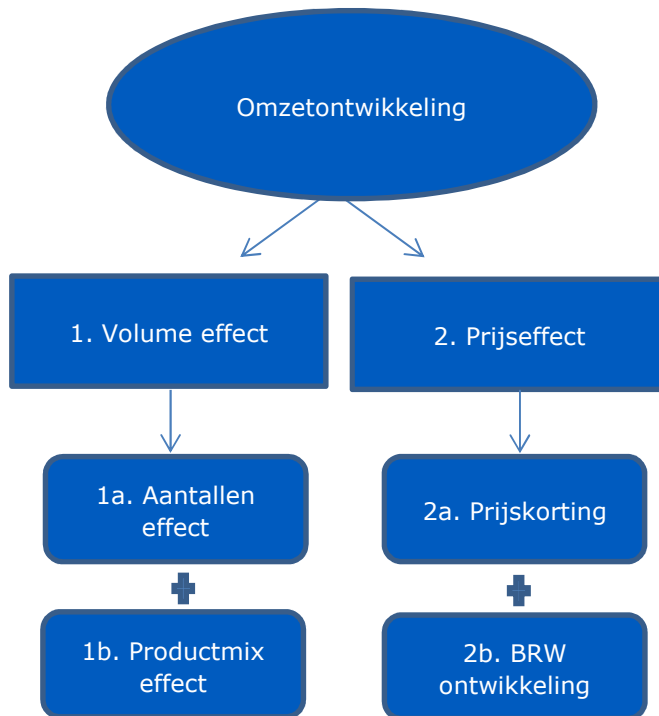 Omzetontwikkeling
1. Volume effect
2. Prijseffect
1a. Aantallen
effect
2a. Prijskorting
1b. Productmix
effect
2b. BRW
ontwikkeling